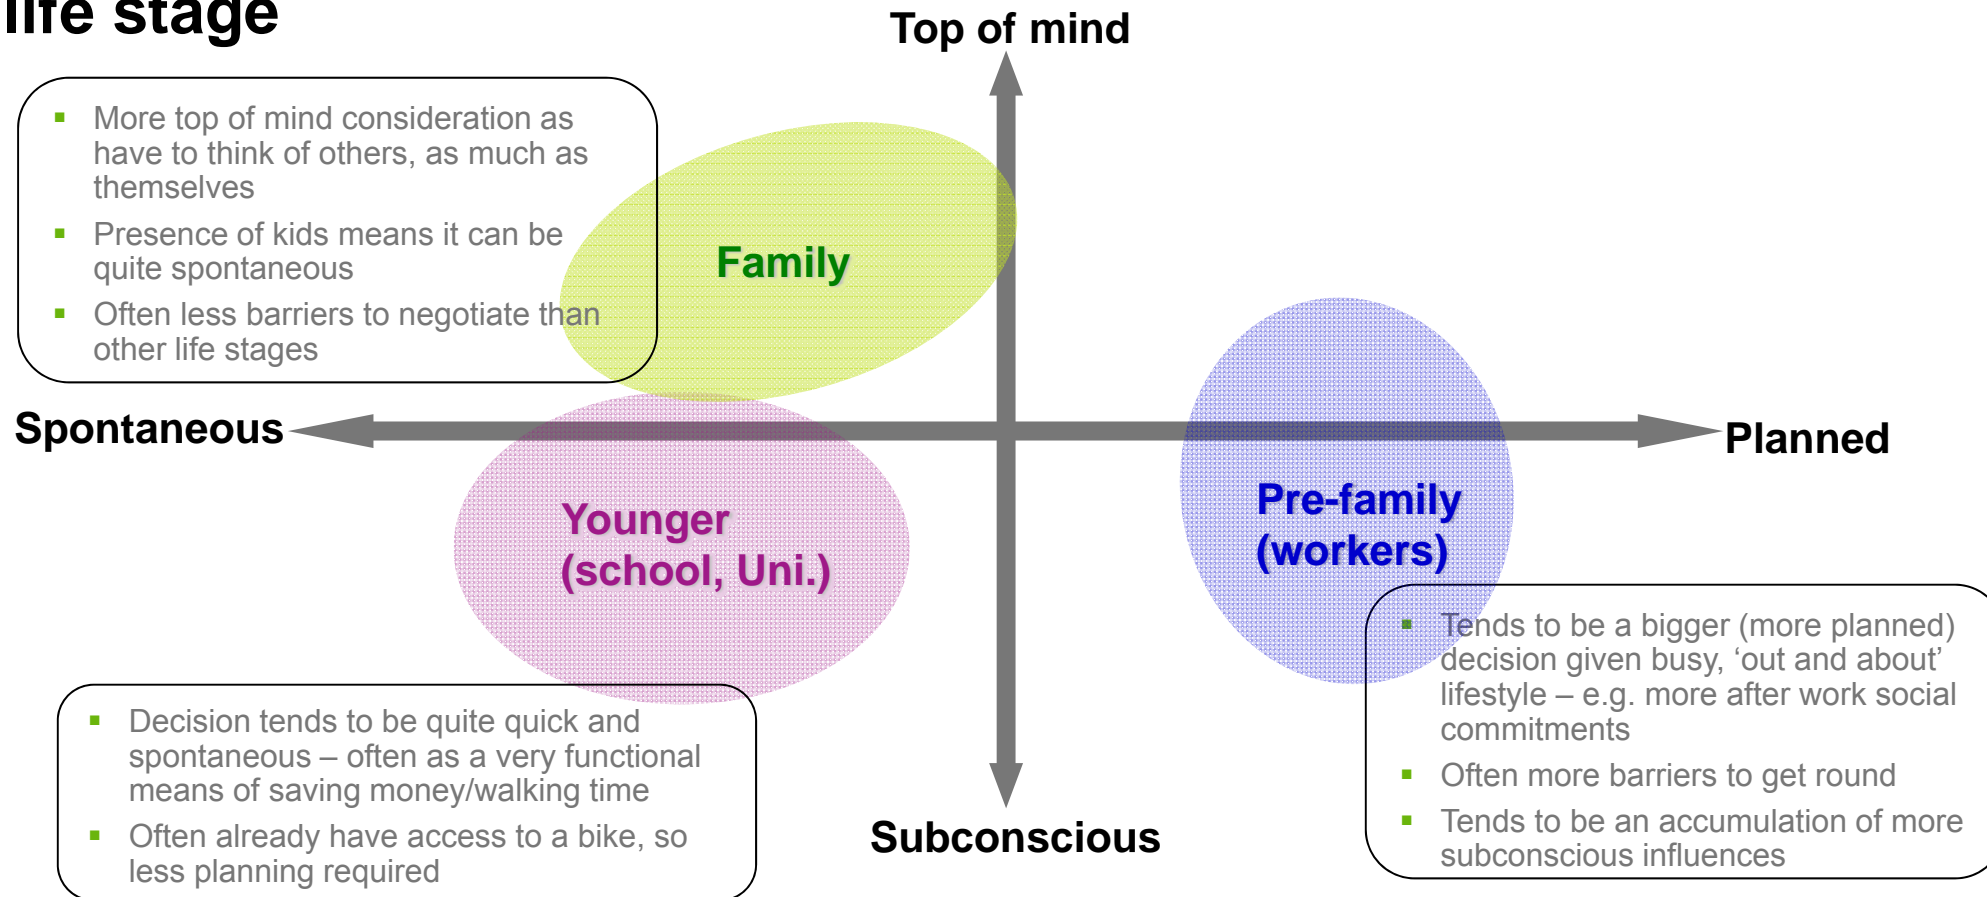 life stage
Top of mind
▪ More top of mind consideration as
have to think of others, as much as
themselves
▪ Presence of kids means it can be
quite spontaneous
▪ Often less barriers to negotiate than
other life stages
Family
Spontaneous
Planned
Younger
(school, Uni.)
Pre-family
(workers)
▪ Tends to be a bigger (more planned)
decision given busy, ‘out and about’
lifestyle – e.g. more after work social
commitments
▪ Often more barriers to get round
▪ Tends to be an accumulation of more
subconscious influences
▪ Decision tends to be quite quick and
spontaneous – often as a very functional
means of saving money/walking time
▪ Often already have access to a bike, so
less planning required
Subconscious